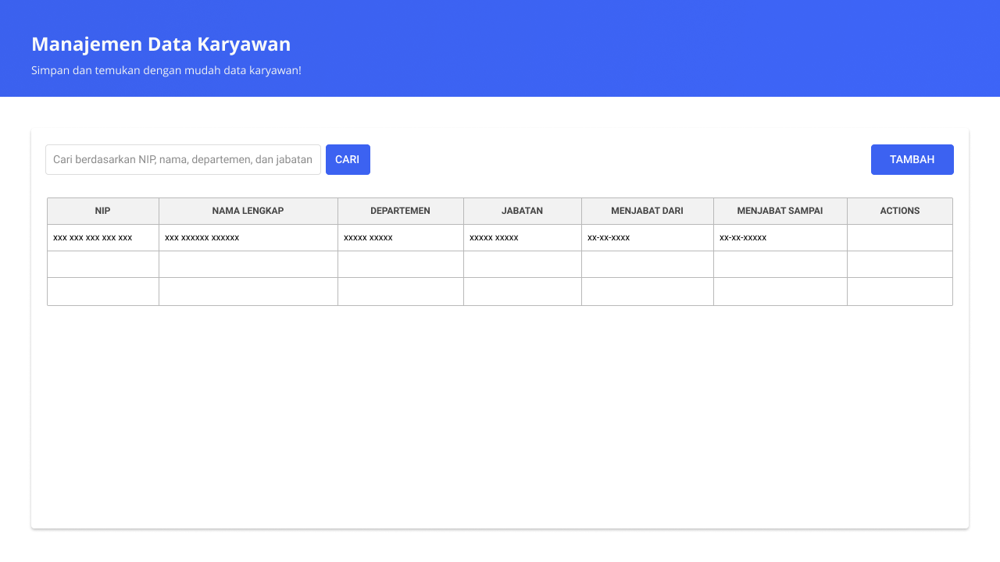 Manajemen Data Karyawan
Simpan dan temukan dengan mudah data karyawan!
Cari berdasarkan NIP, nama, departemen, dan jabatan CARI TAMBAH
NIP NAMA LENGKAP DEPARTEMEN JABATAN MENJABAT DARI MENJABAT SAMPAI ACTIONS
xxx xxx xxx xxx xxx xxx xxxxxx xxxxxx xxxxx xxxxx xxxxx xxxxx xx-xx-xxxx xx-xx-xxxxx